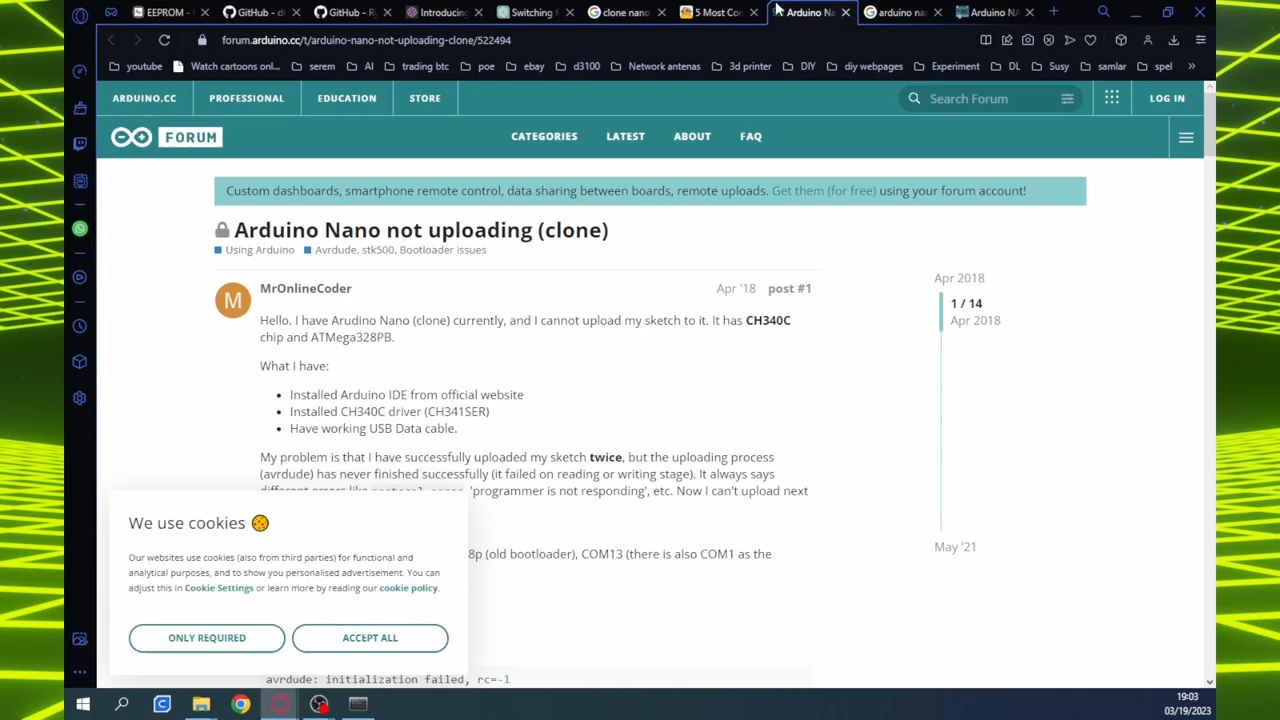 EEPROM -
GitHub - d
GitHub - R
Introducing
Switching f
clone nano
5 Most Co
Arduino Na
arduino na
Arduino NA
forum.arduino.cc/t/arduino-nano-not-uploading-clone/522494
youtube
Watch cartoons onl...
serem
AI
trading btc
poe
ebay
d3100
Network antenas
3d printer
DIY
diy webpages
Experiment
DL
Susy
samlar
spel
»
ARDUINO.CC
PROFESSIONAL
EDUCATION
STORE
Search Forum
LOG IN
FORUM
CATEGORIES
LATEST
ABOUT
FAQ
Custom dashboards, smartphone remote control, data sharing between boards, remote uploads. Get them (for free) using your forum account!
Arduino Nano not uploading (clone)
Using Arduino
Avrdude, stk500, Bootloader issues
M
MrOnlineCoder
Apr '18
post #1
Hello. I have Arudino Nano (clone) currently, and I cannot upload my sketch to it. It has CH340C
chip and ATMega328PB.
What I have:
• Installed Arduino IDE from official website
• Installed CH340C driver (CH341SER)
• Have working USB Data cable.
My problem is that I have successfully uploaded my sketch twice, but the uploading process
(avrdude) has never finished successfully (it failed on reading or writing stage). It always says
different errors like protocol error 'programmer is not responding', etc. Now I can't upload next
8p (old bootloader), COM13 (there is also COM1 as the
avrdude: initialization failed, rc=-1
Apr 2018
1 / 14
Apr 2018
May '21
We use cookies
Our websites use cookies (also from third parties) for functional and
analytical purposes, and to show you personalised advertisement. You can
adjust this in Cookie Settings or learn more by reading our cookie policy.
ONLY REQUIRED
ACCEPT ALL
19:03
03/19/2023